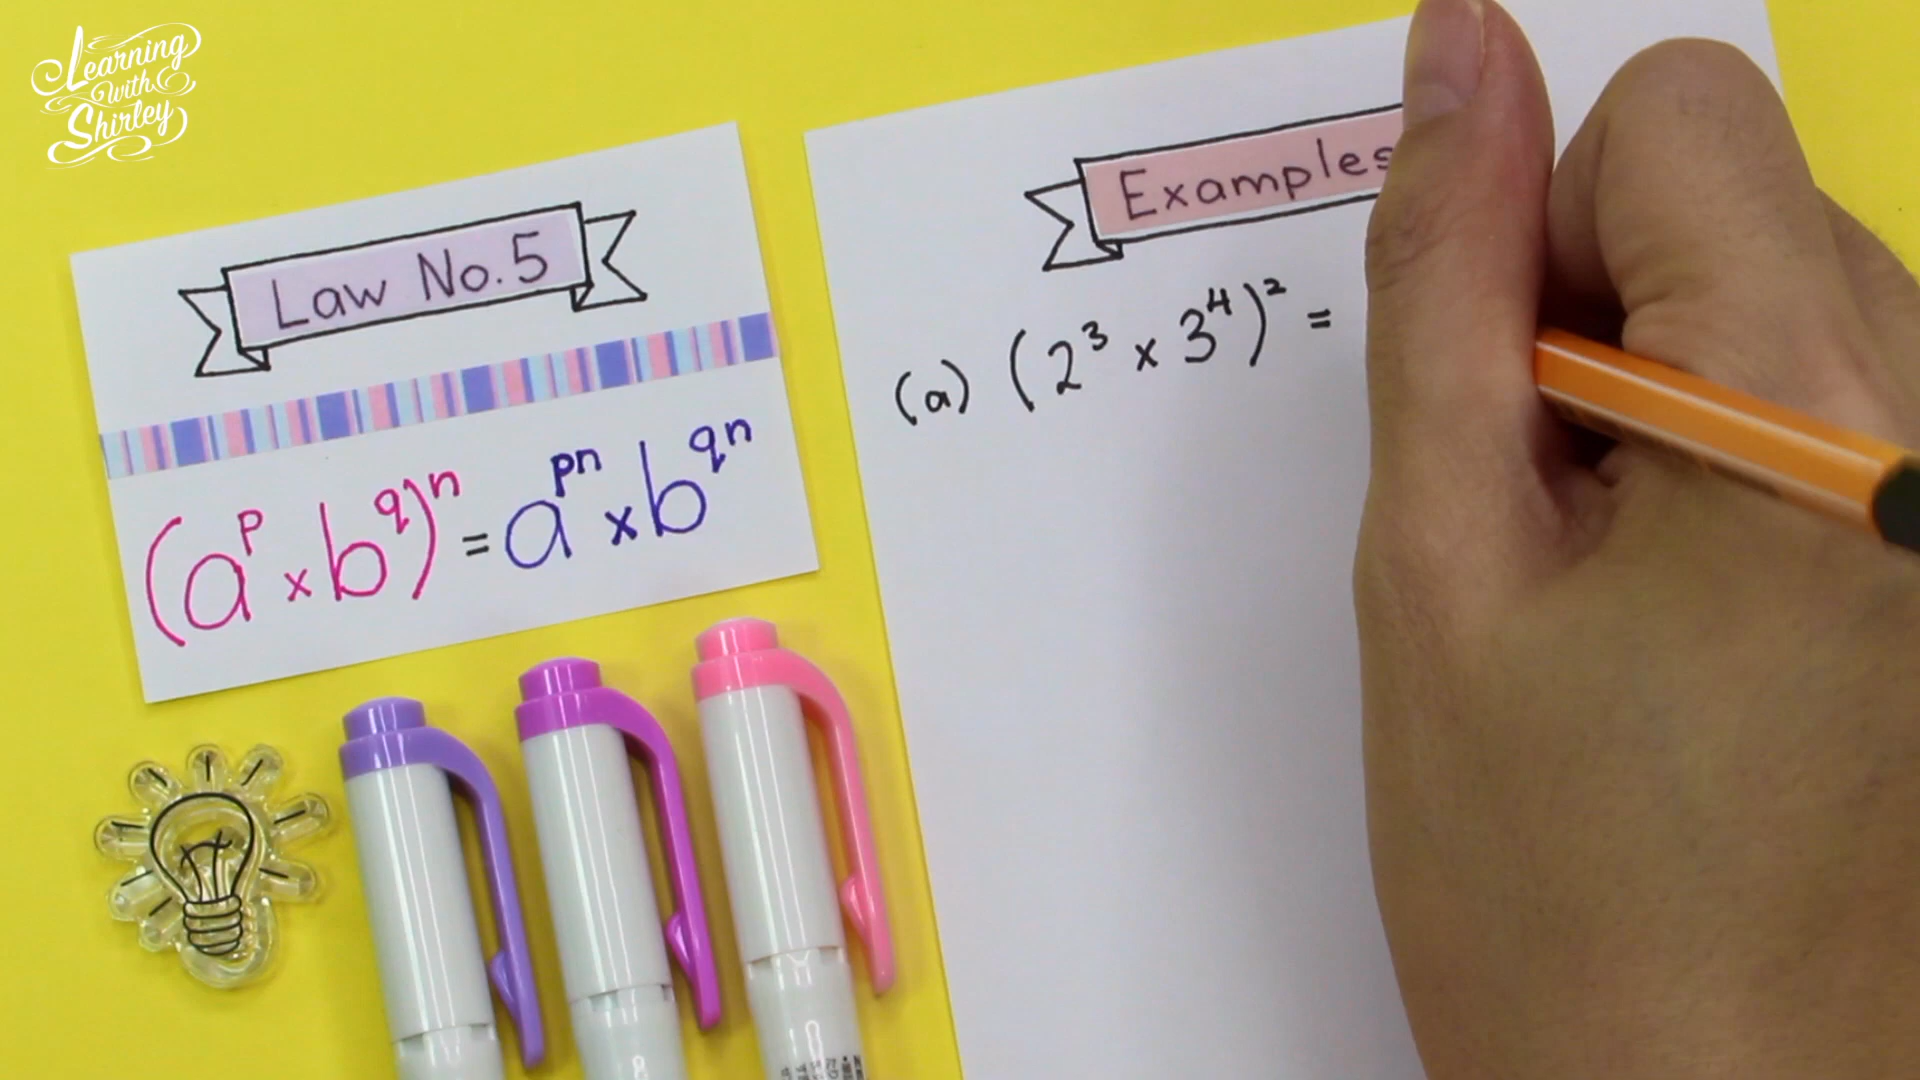 Learning
With
Shirley
Law No.5
(a^p × b^q)^n = a^pn × b^qn
Examples
(a) (2^3 × 3^4)^2 =